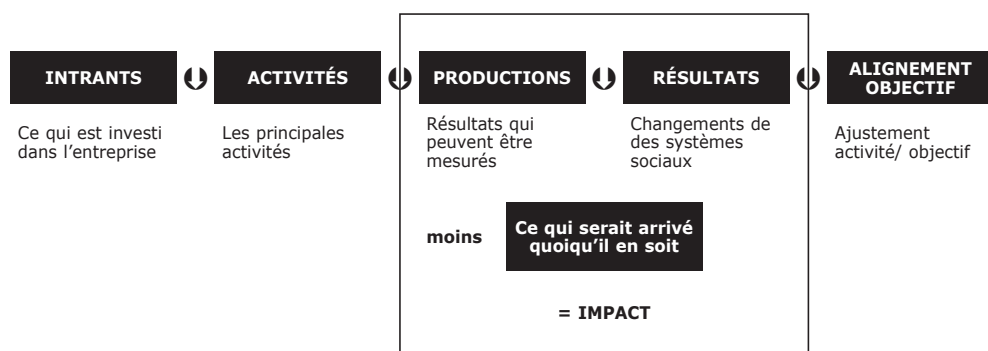 INTRANTS
ACTIVITÉS
PRODUCTIONS
RÉSULTATS
ALIGNEMENT
OBJECTIF
Ce qui est investi
dans l'entreprise
Les principales
activités
Résultats qui
peuvent être
mesurés
Changements de
des systèmes
sociaux
Ajustement
activité/ objectif
moins
Ce qui serait arrivé
quoiqu'il en soit
= IMPACT